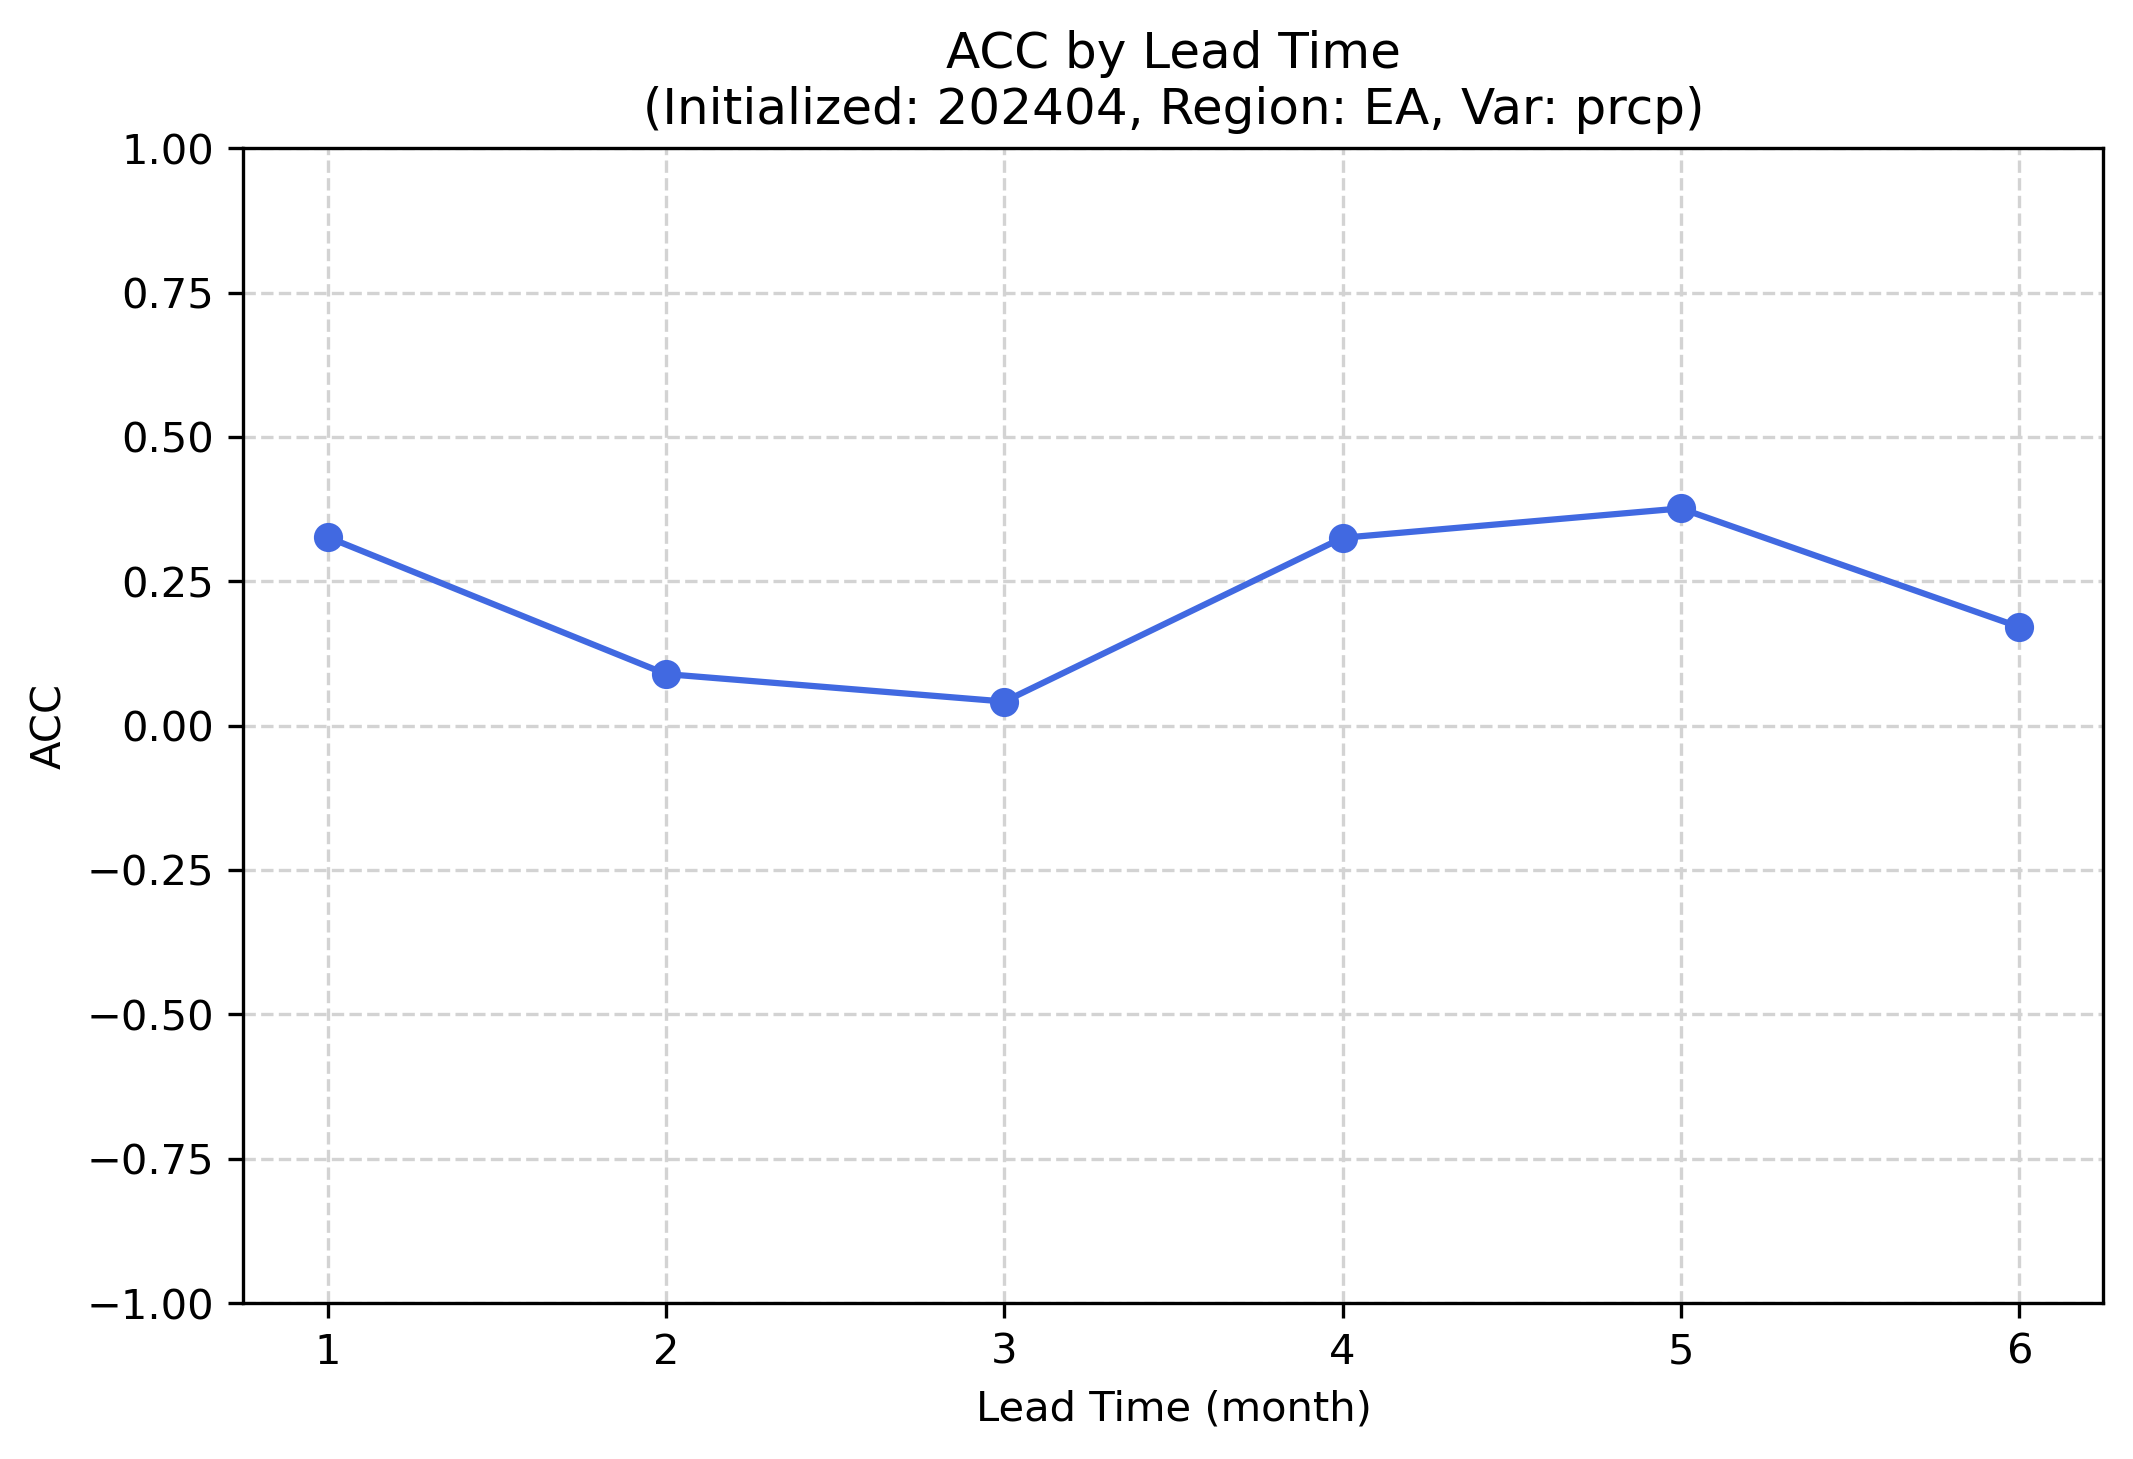 ACC by Lead Time
(Initialized: 202404, Region: EA, Var: prcp)
1.00
0.75
0.50
0.25
0.00
−0.25
−0.50
−0.75
−1.00
ACC
1 2 3 4 5 6
Lead Time (month)